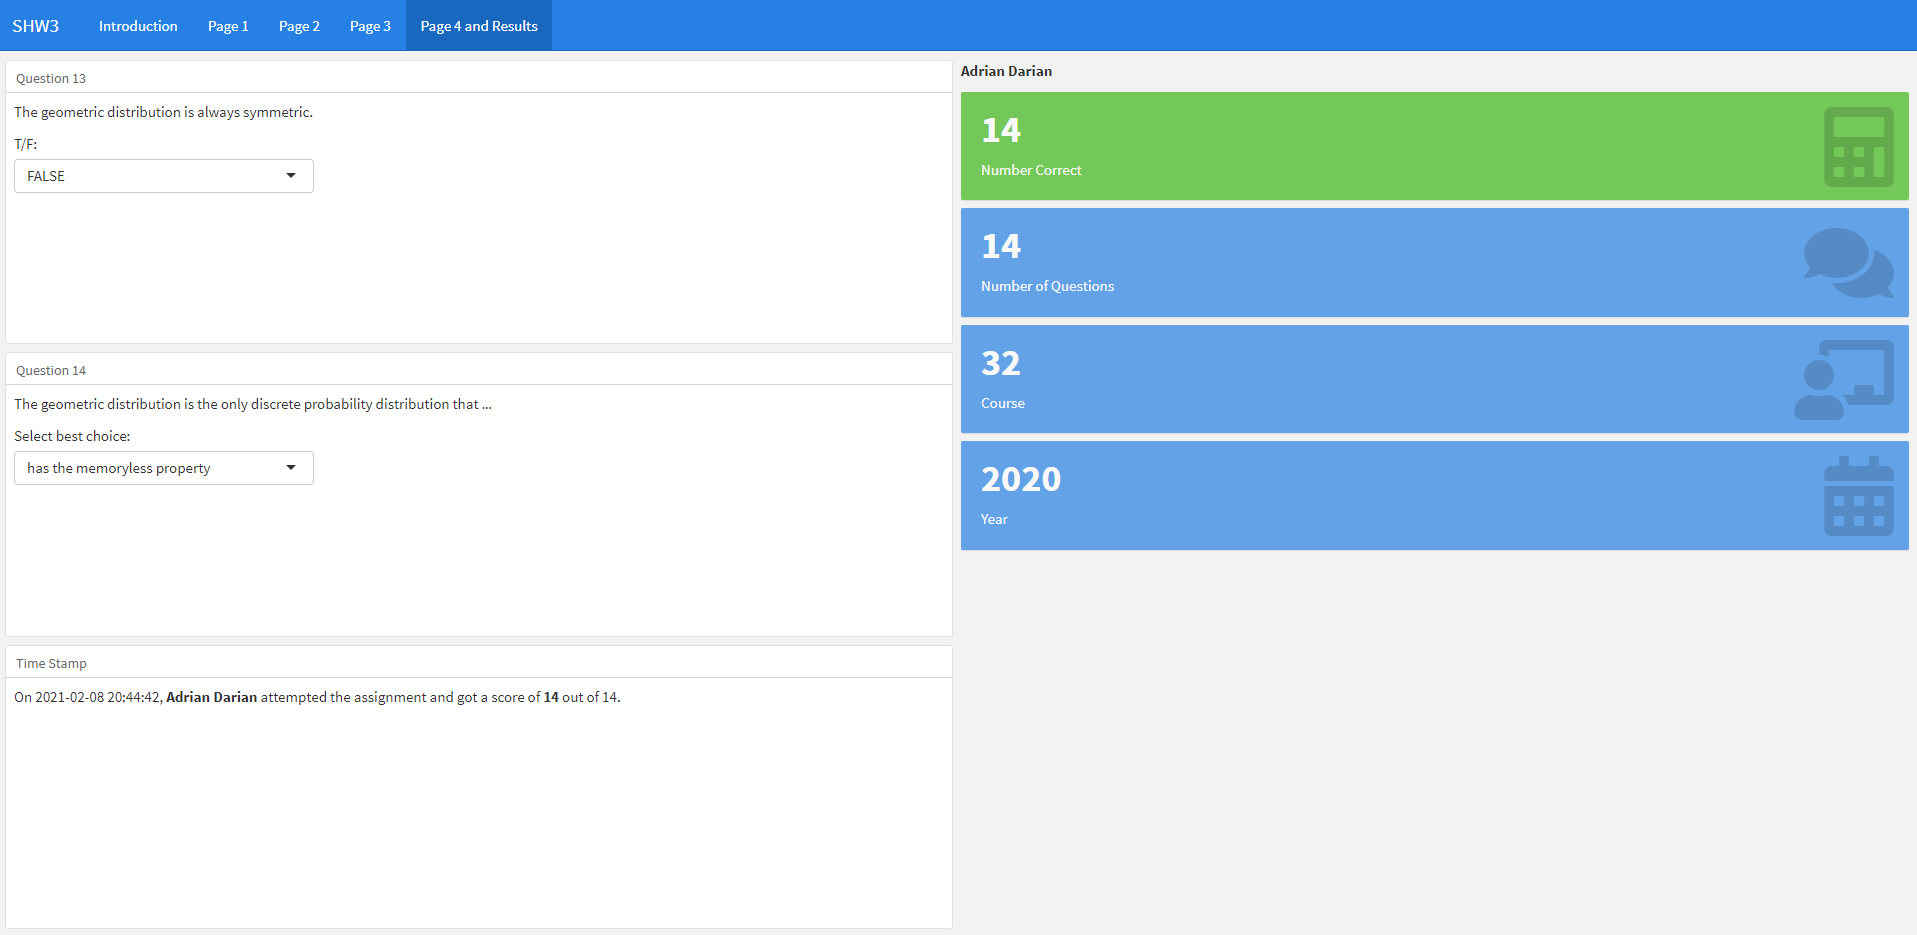 SHW3 Introduction Page 1 Page 2 Page 3 Page 4 and Results
Question 13
The geometric distribution is always symmetric.
T/F:
FALSE
Question 14
The geometric distribution is the only discrete probability distribution that ...
Select best choice:
has the memoryless property
Time Stamp
On 2021-02-08 20:44:42, Adrian Darian attempted the assignment and got a score of 14 out of 14.
Adrian Darian
14
Number Correct
14
Number of Questions
32
Course
2020
Year